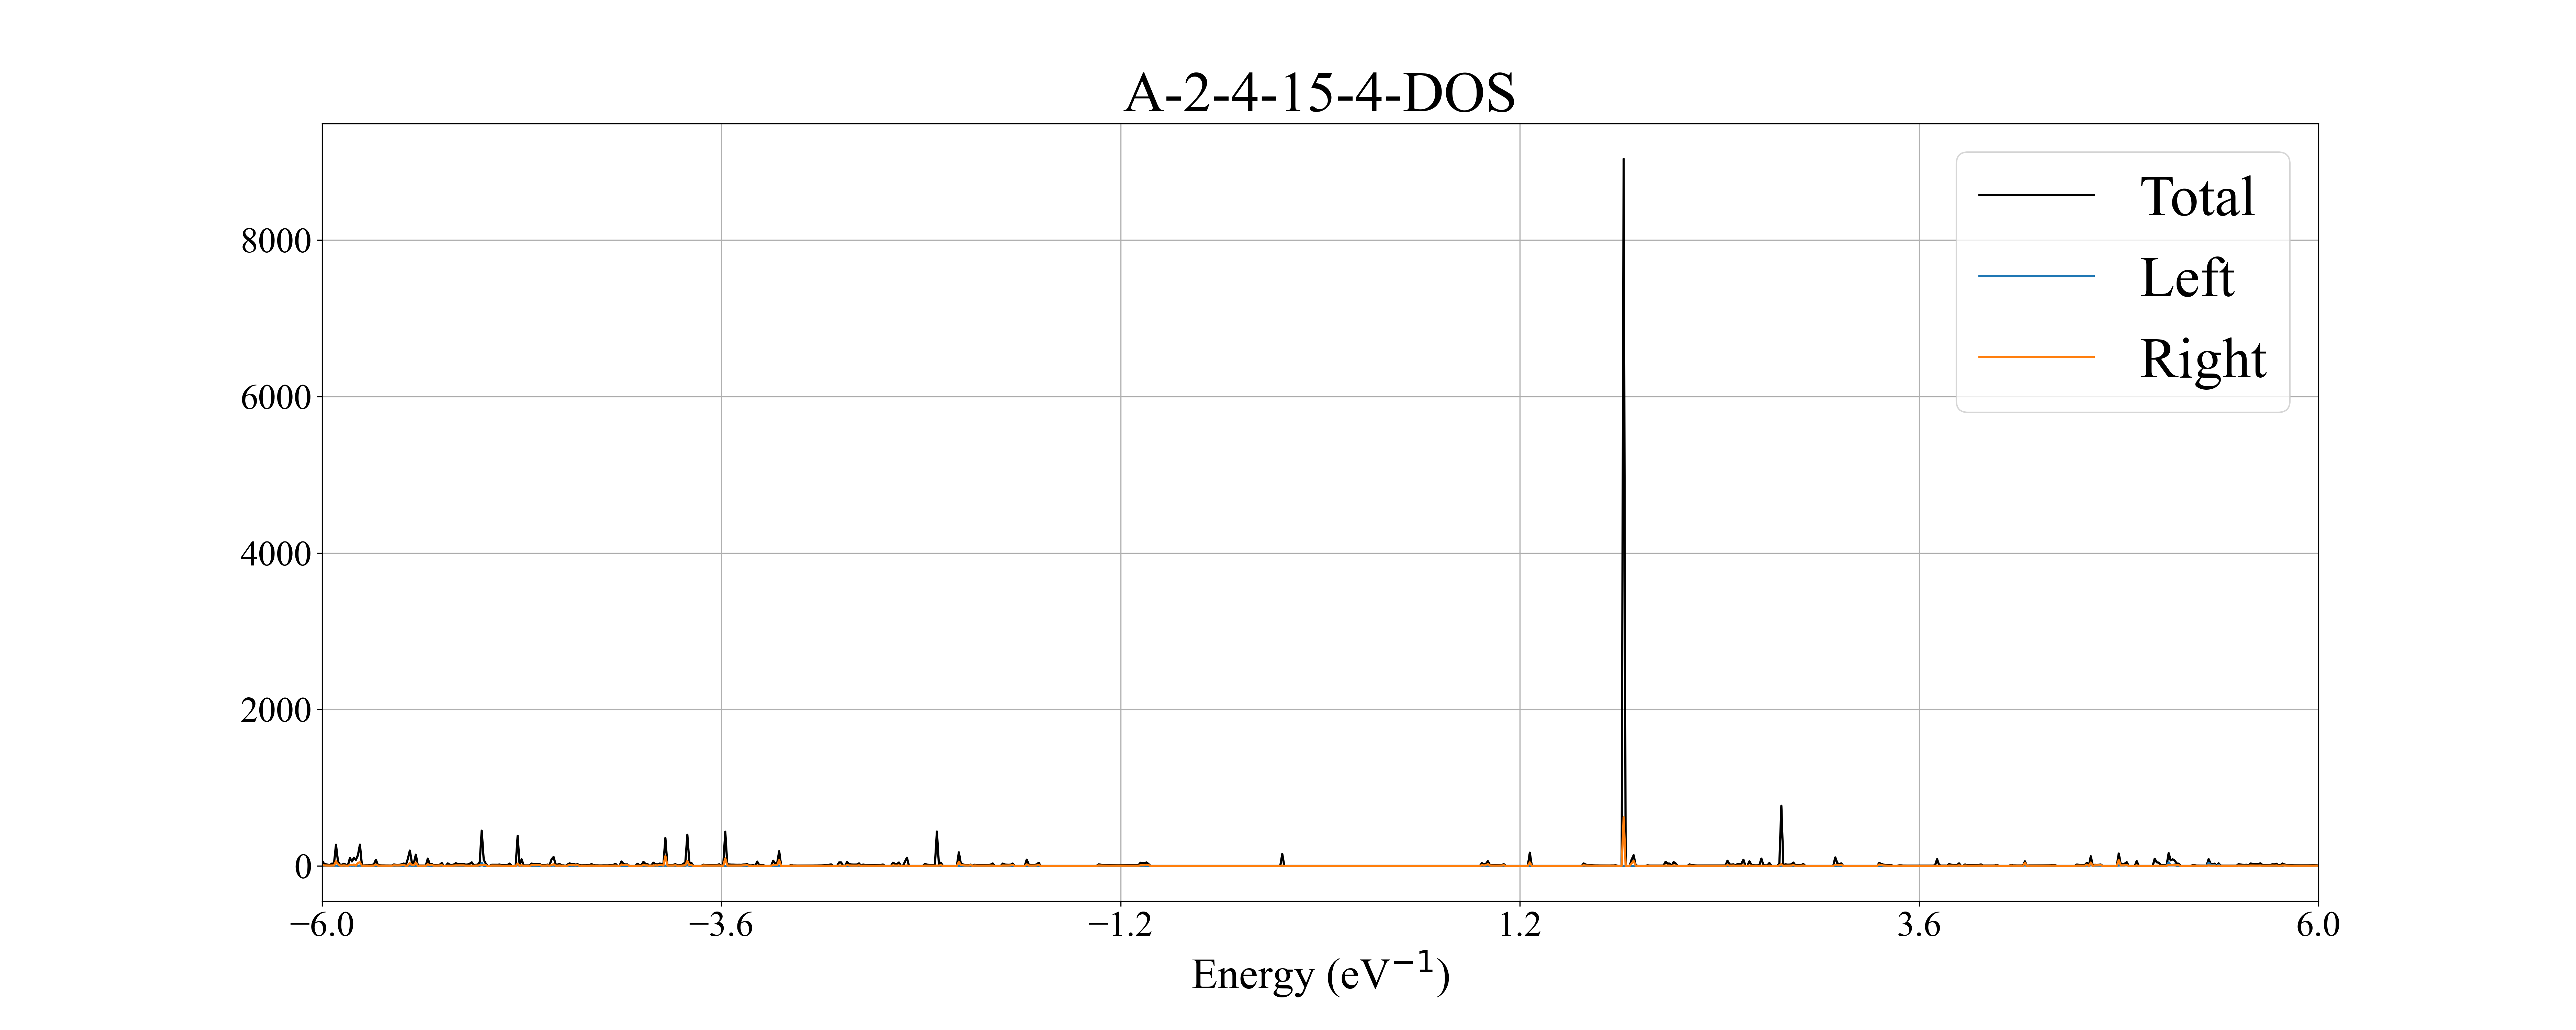 A-2-4-15-4-DOS
Total
Left
Right
8000
6000
4000
2000
0
−6.0 −3.6 −1.2 1.2 3.6 6.0
Energy (eV⁻¹)